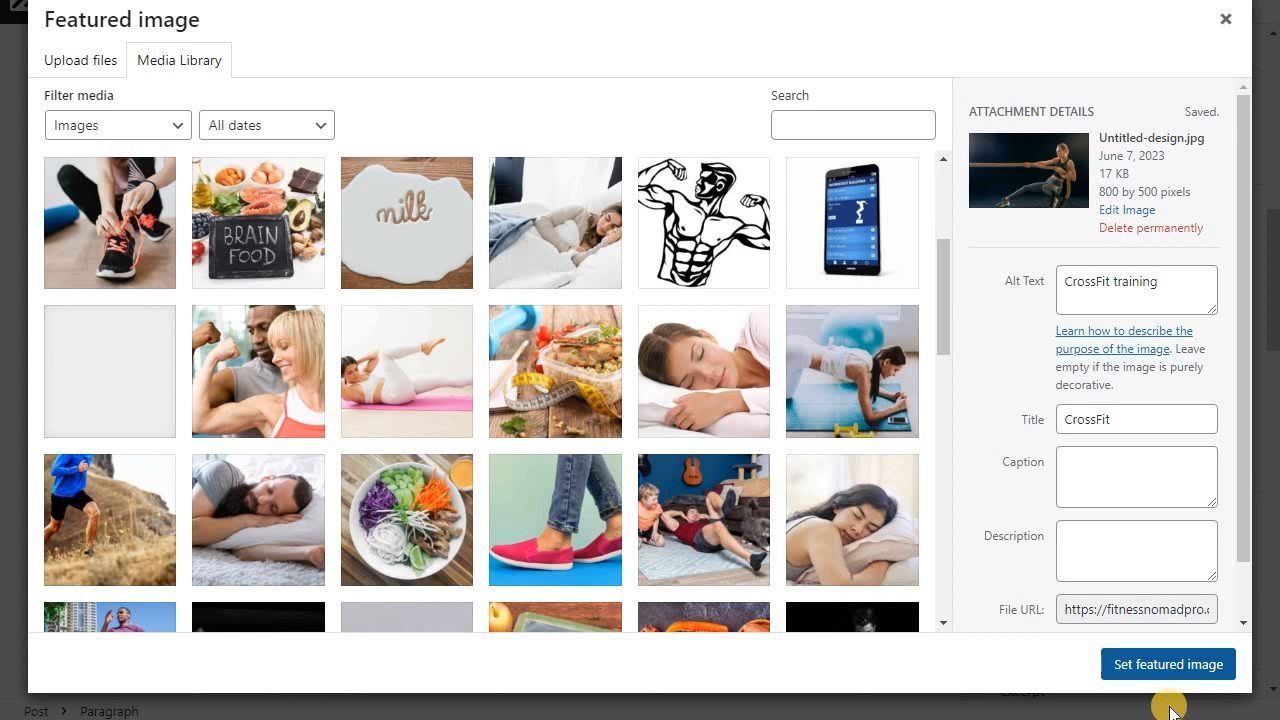 Featured image
×
Upload files
Media Library
Filter media
Images
All dates
Search
milk
BRAIN
FOOD
WORKOUT ROUTINE
ATTACHMENT DETAILS
Saved.
Untitled-design.jpg
June 7, 2023
17 KB
800 by 500 pixels
Edit Image
Delete permanently
Alt Text
CrossFit training
Learn how to describe the
purpose of the image. Leave
empty if the image is purely
decorative.
Title
CrossFit
Caption
Description
File URL:
https://fitnessnomadpro.c
Set featured image
Excerpt
Post
Paragraph